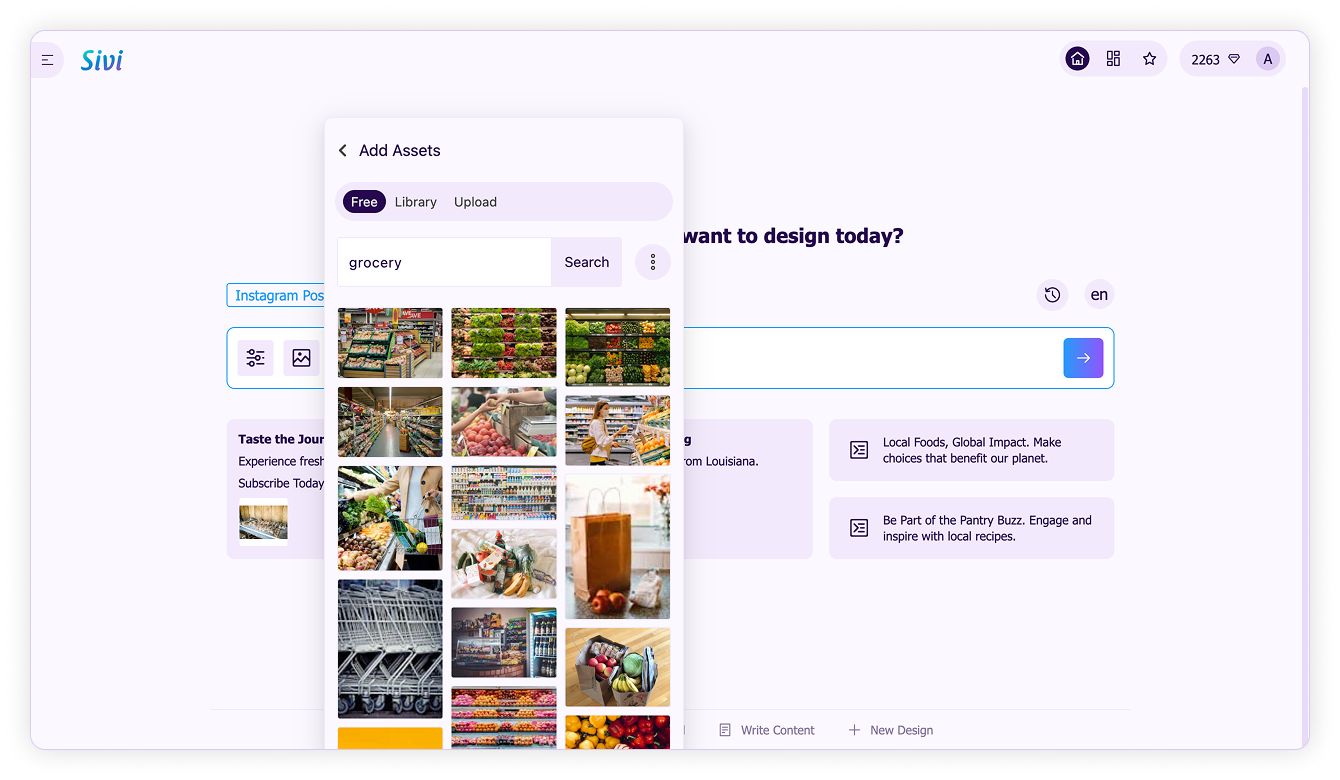 Sivi
2263
A
Add Assets
Free Library Upload
want to design today?
grocery
Search
Instagram Pos
en
Taste the Jour
Experience fresh
Subscribe Today
g
rom Louisiana.
Local Foods, Global Impact. Make
choices that benefit our planet.
Be Part of the Pantry Buzz. Engage and
inspire with local recipes.
Write Content
New Design